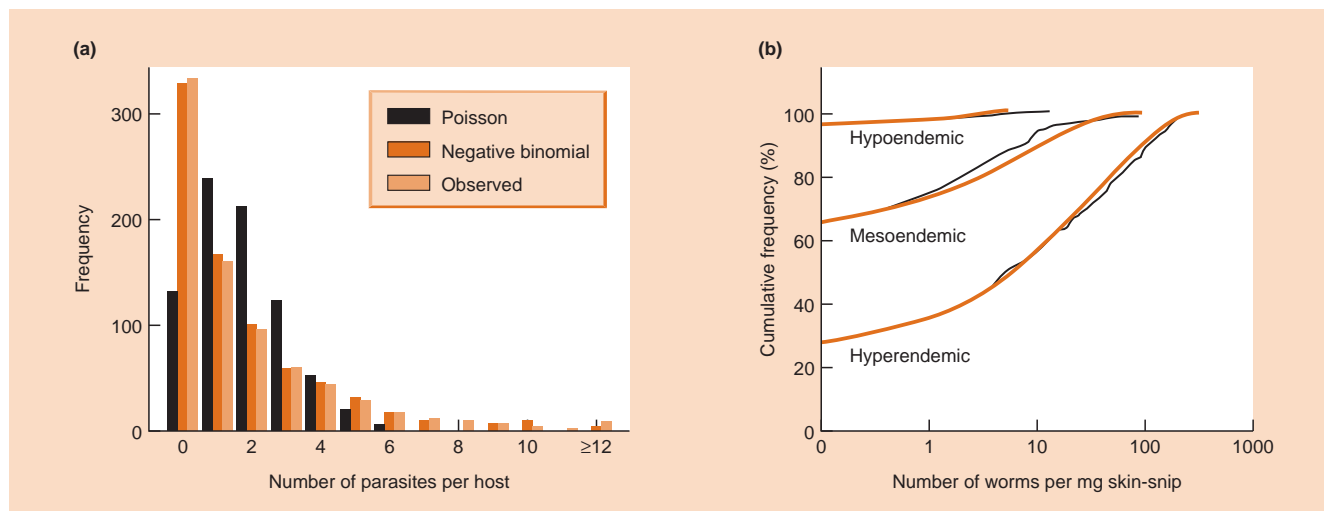 (a)
Frequency
300
200
100
0
Poisson
Negative binomial
Observed
0 2 4 6 8 10 ≥12
Number of parasites per host
(b)
Cumulative frequency (%)
100
80
60
40
20
0
Hypoendemic
Mesoendemic
Hyperendemic
0 1 10 100 1000
Number of worms per mg skin-snip